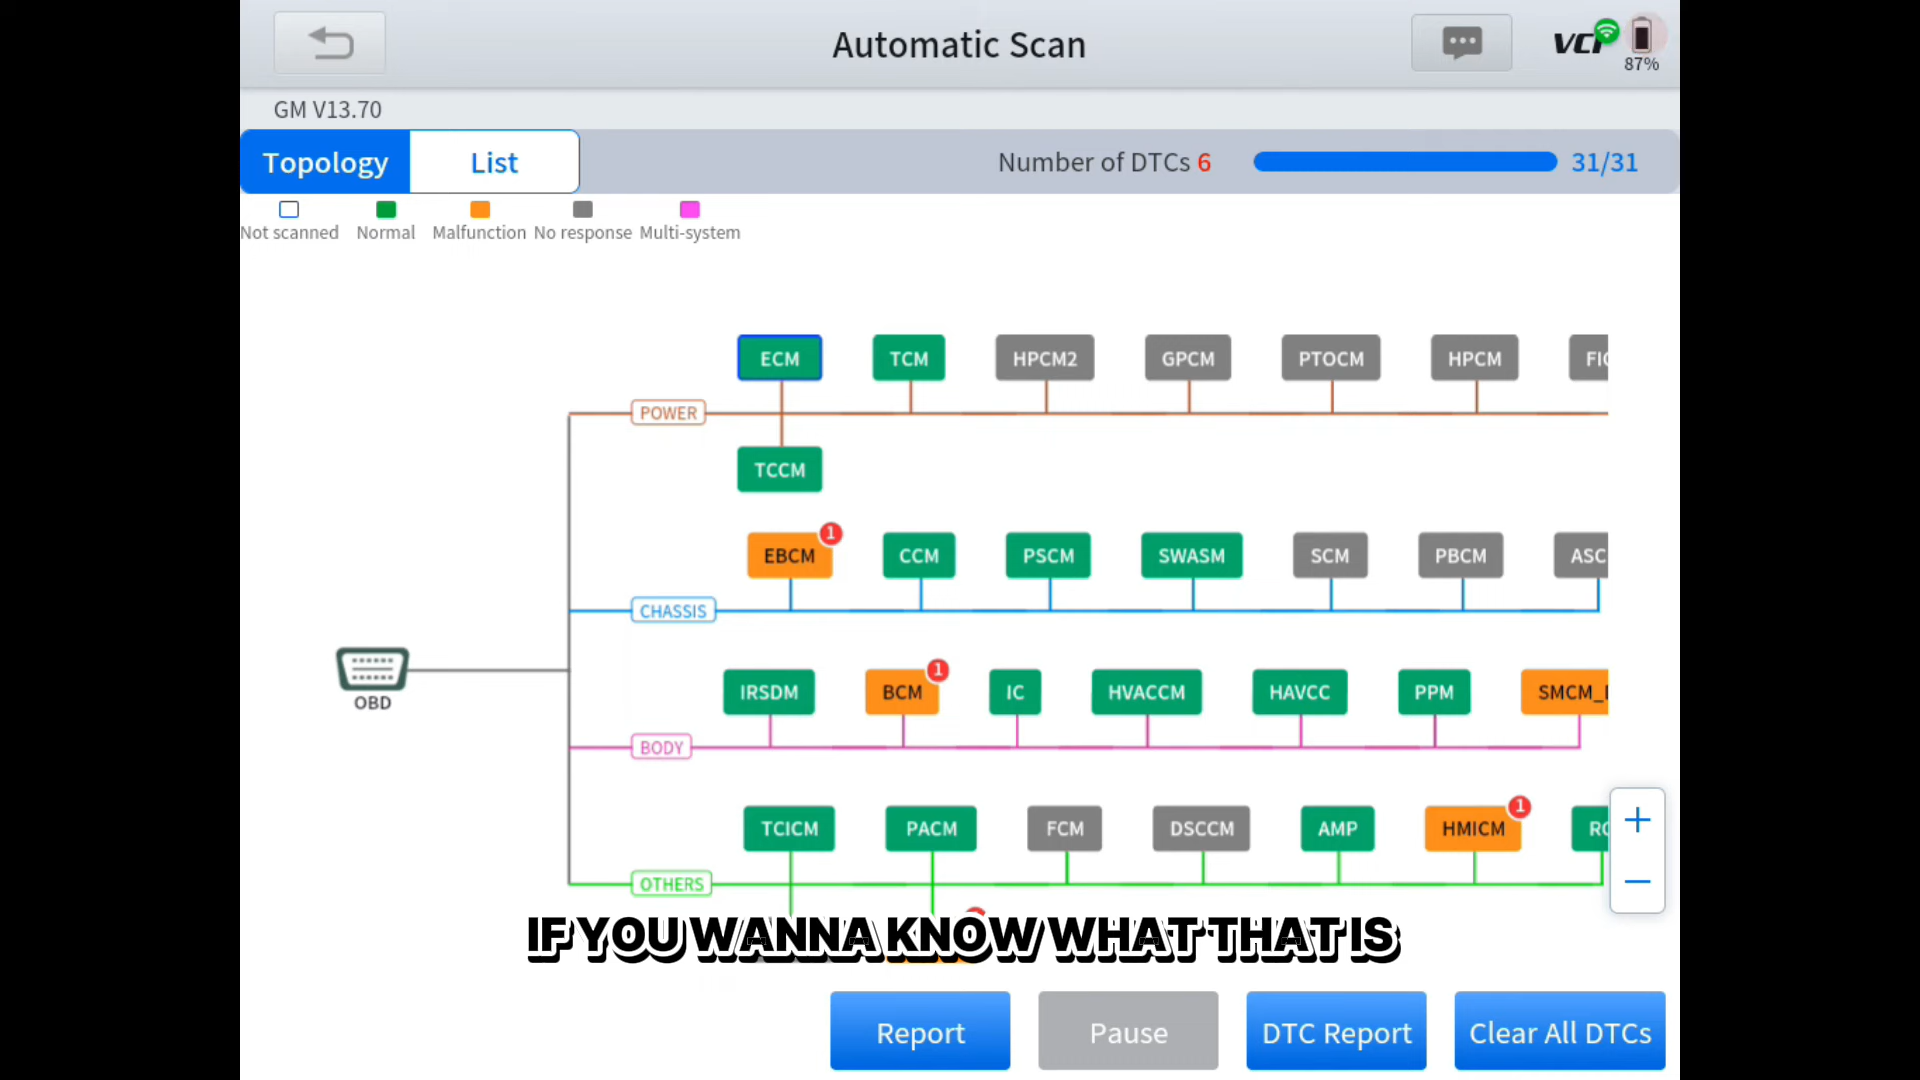 Automatic Scan
VCI
87%
GM V13.70
Topology
List
Number of DTCs 6
31/31
Not scanned
Normal
Malfunction
No response
Multi-system
ECM
TCM
HPCM2
GPCM
PTOCM
HPCM
POWER
TCCM
1
EBCM
CCM
PSCM
SWASM
SCM
PBCM
ASC
CHASSIS
OBD
1
IRSDM
BCM
IC
HVACCM
HAVCC
PPM
SMCM_
BODY
1
TCICM
PACM
FCM
DSCCM
AMP
HMICM
+
OTHERS
−
IF YOU WANNA KNOW WHAT THAT IS
Report
Pause
DTC Report
Clear All DTCs